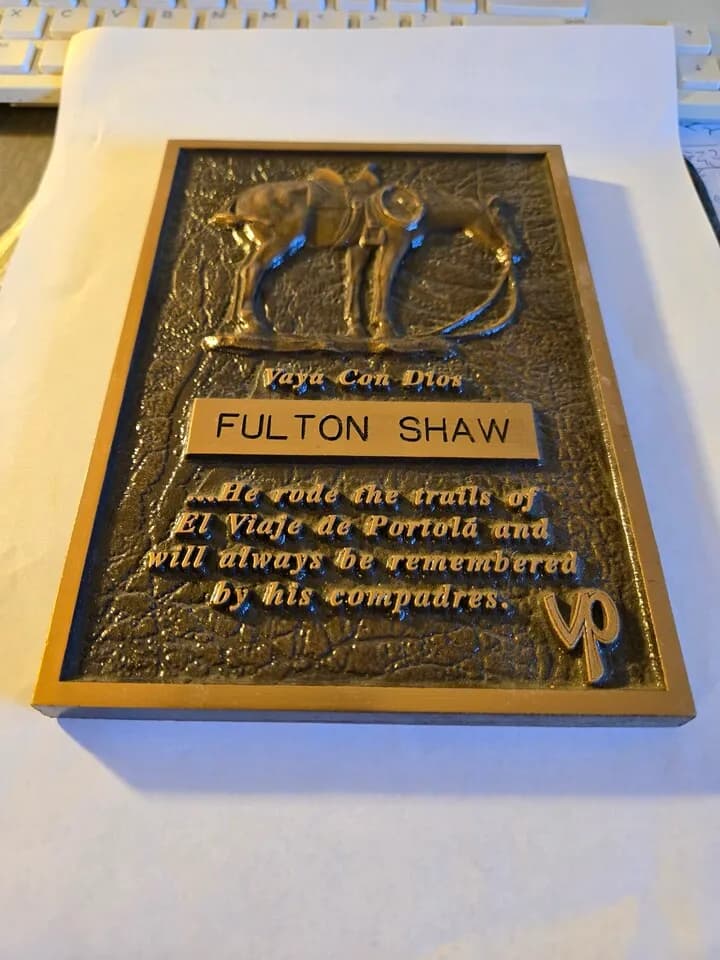 X C V B N M
Vaya Con Dios
FULTON SHAW
...He rode the trails of
El Viaje de Portolá and
will always be remembered
by his compadres.
VP